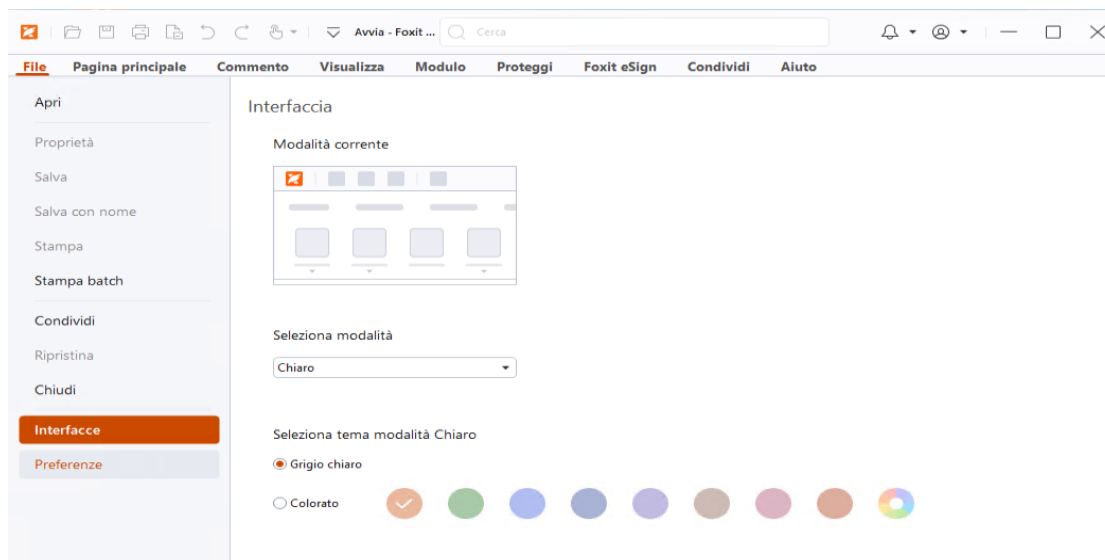 Avvia - Foxit ... Cerca
File Pagina principale Commento Visualizza Modulo Proteggi Foxit eSign Condividi Aiuto
Apri
Proprietà
Salva
Salva con nome
Stampa
Stampa batch
Condividi
Ripristina
Chiudi
Interfacce
Preferenze
Interfaccia
Modalità corrente
Seleziona modalità
Chiaro
Seleziona tema modalità Chiaro
Grigio chiaro
Colorato